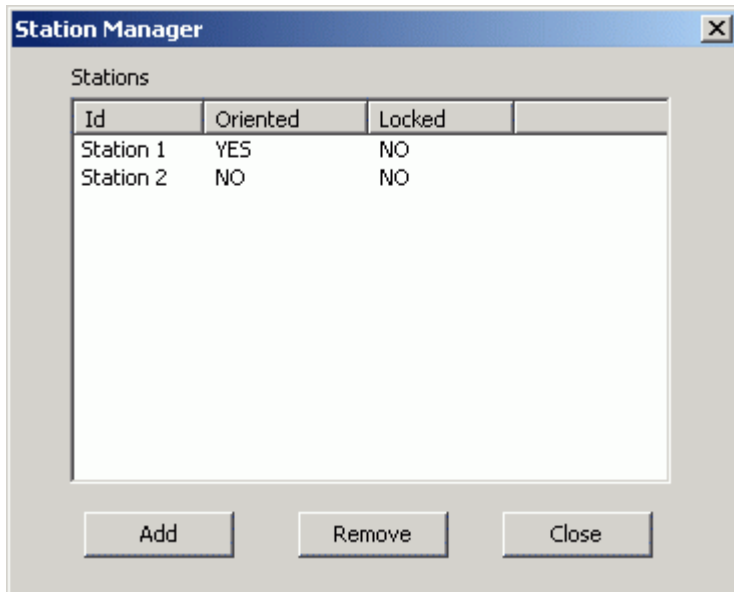 Station Manager
Stations
Id Oriented Locked
Station 1 YES NO
Station 2 NO NO
Add Remove Close